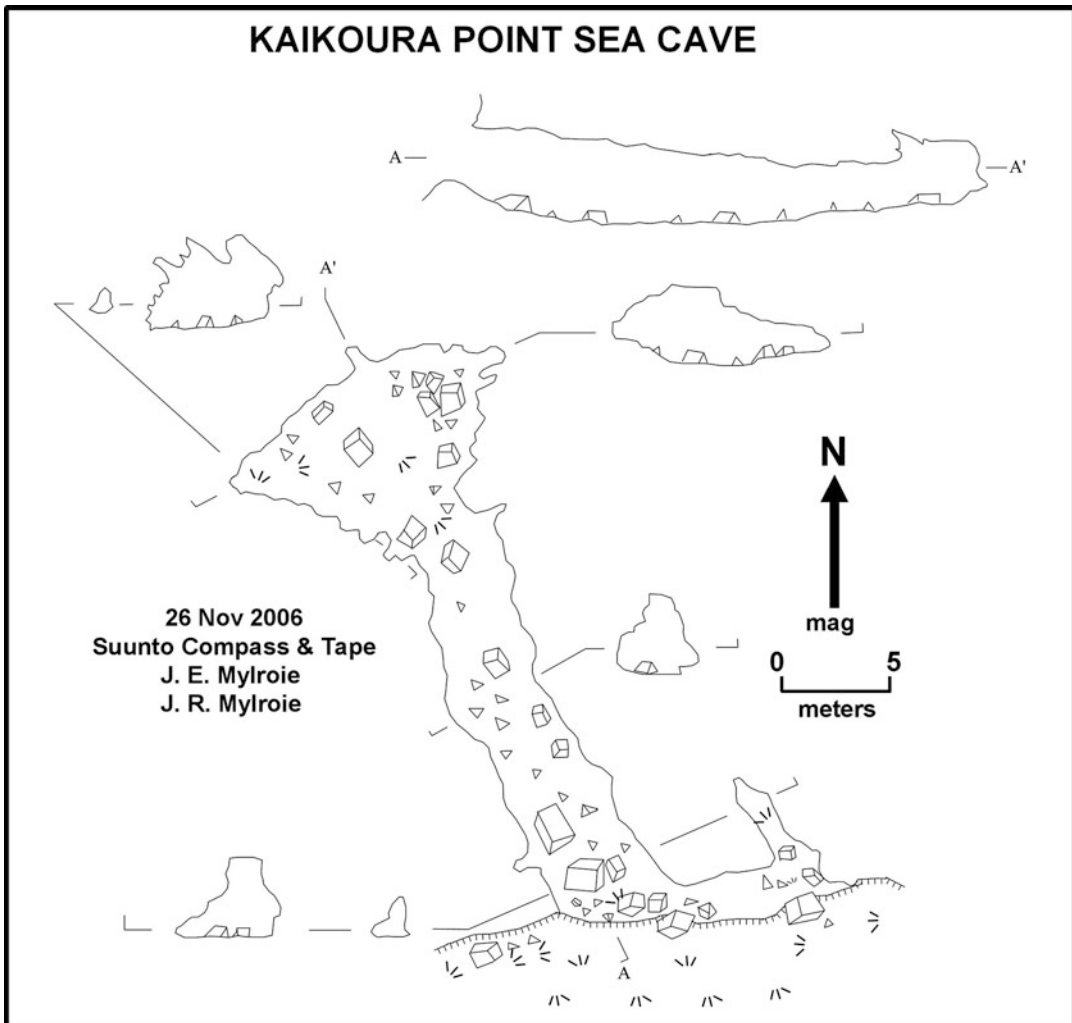 KAIKOURA POINT SEA CAVE
A
A'
A'
N
mag
0 5
meters
26 Nov 2006
Suunto Compass & Tape
J. E. Mylroie
J. R. Mylroie
A